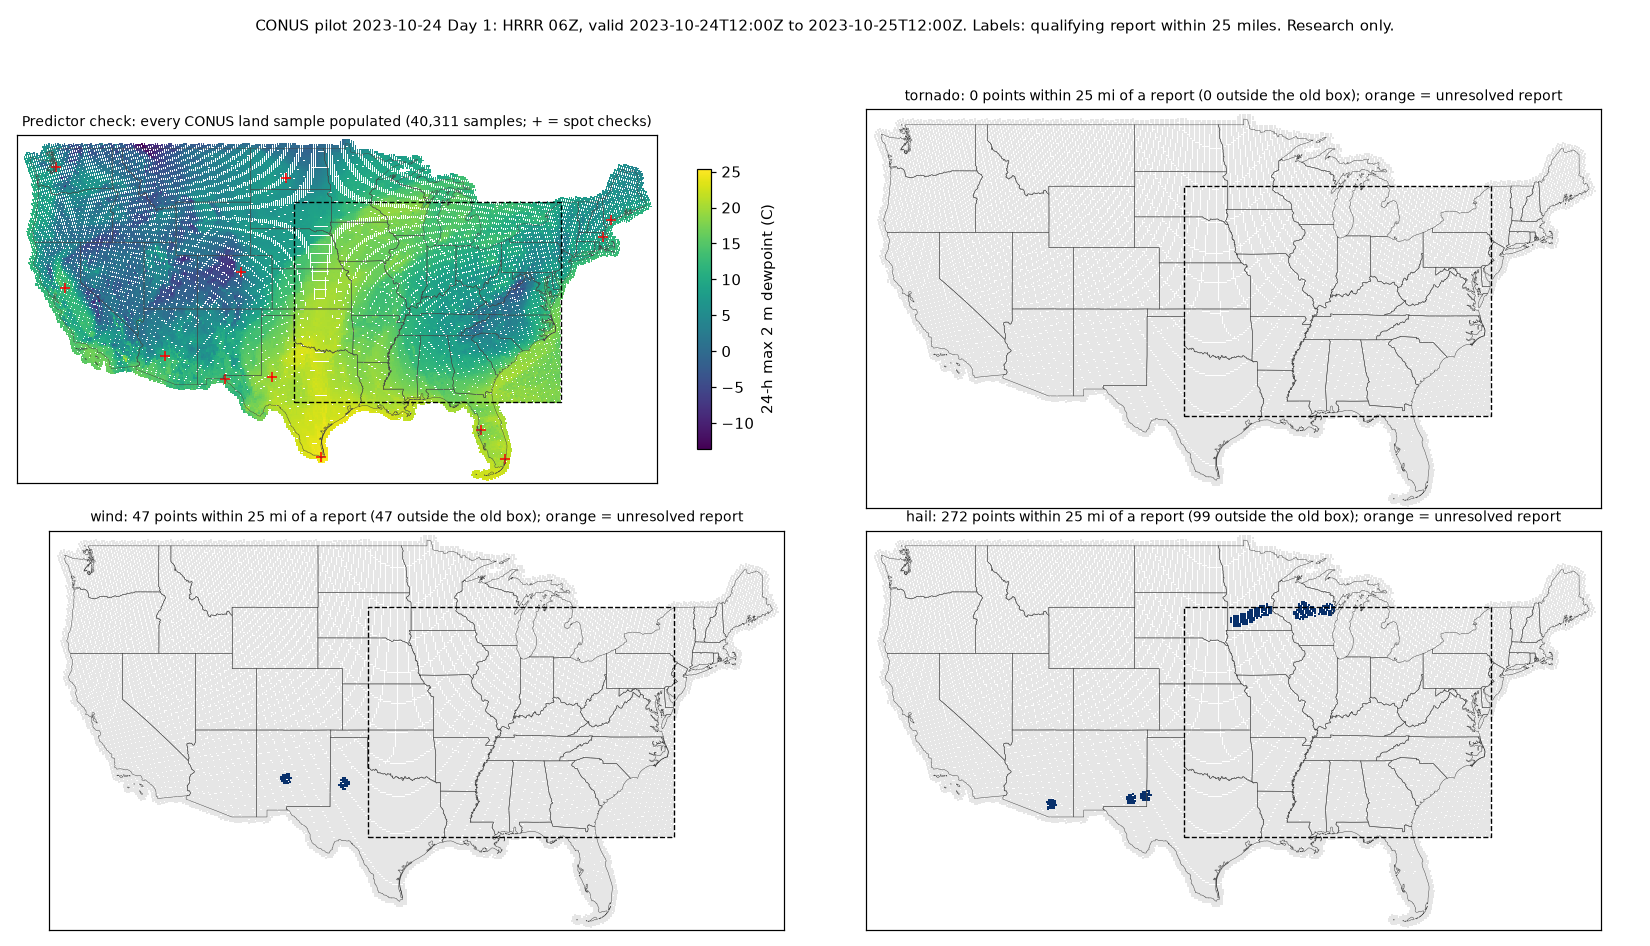 CONUS pilot 2023-10-24 Day 1: HRRR 06Z, valid 2023-10-24T12:00Z to 2023-10-25T12:00Z. Labels: qualifying report within 25 miles. Research only.
Predictor check: every CONUS land sample populated (40,311 samples; + = spot checks)
25
20
15
10
5
0
−5
−10
24-h max 2 m dewpoint (C)
tornado: 0 points within 25 mi of a report (0 outside the old box); orange = unresolved report
wind: 47 points within 25 mi of a report (47 outside the old box); orange = unresolved report
hail: 272 points within 25 mi of a report (99 outside the old box); orange = unresolved report